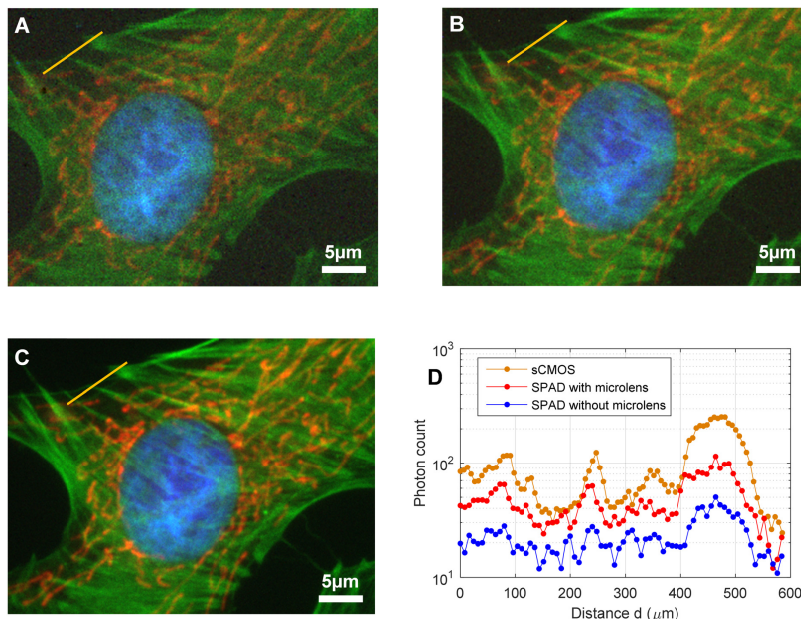 A
5μm
B
5μm
C
5μm
D
sCMOS
SPAD with microlens
SPAD without microlens
Photon count
10³
10²
10¹
0 100 200 300 400 500 600
Distance d (μm)